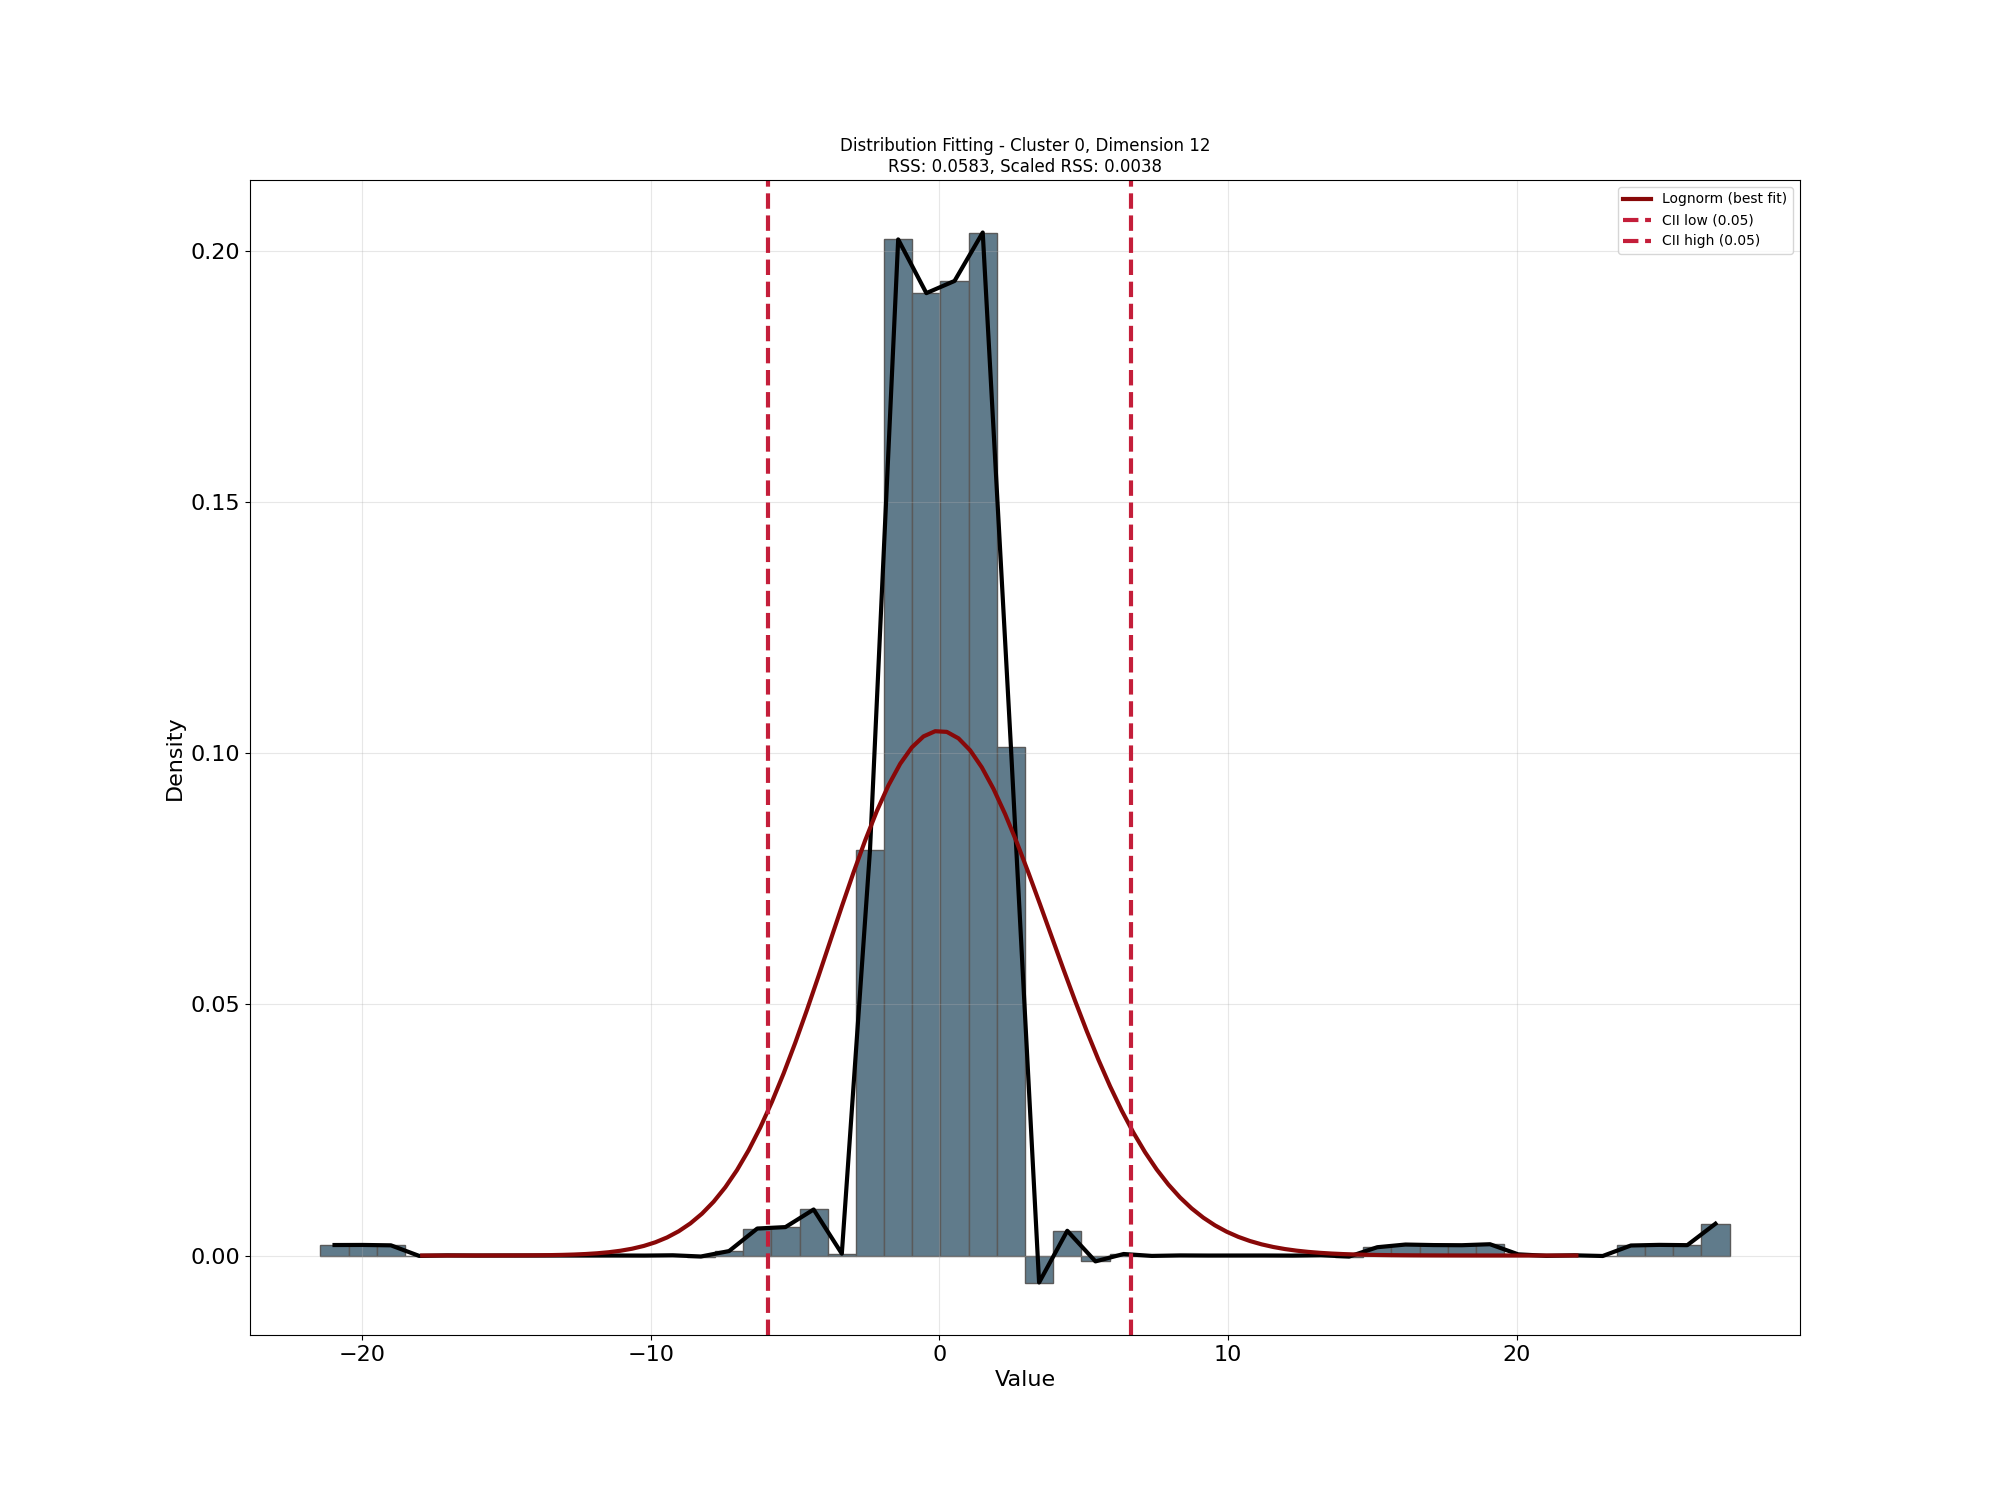 Distribution Fitting - Cluster 0, Dimension 12
RSS: 0.0583, Scaled RSS: 0.0038
Lognorm (best fit)
CII low (0.05)
CII high (0.05)
0.20
0.15
0.10
0.05
0.00
Density
−20
−10
0
10
20
Value